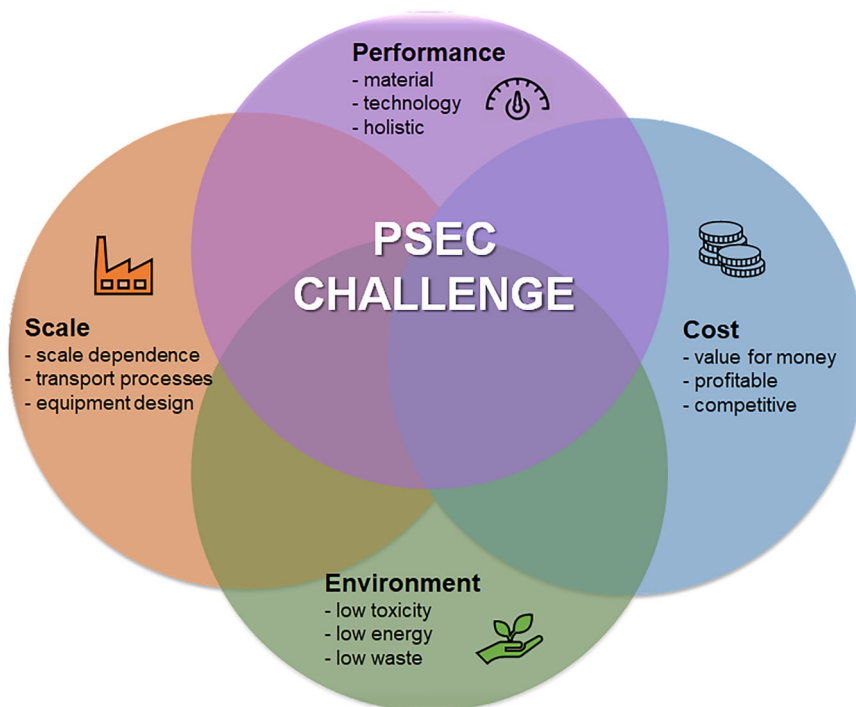 Performance
- material
- technology
- holistic
PSEC
CHALLENGE
Scale
- scale dependence
- transport processes
- equipment design
Cost
- value for money
- profitable
- competitive
Environment
- low toxicity
- low energy
- low waste